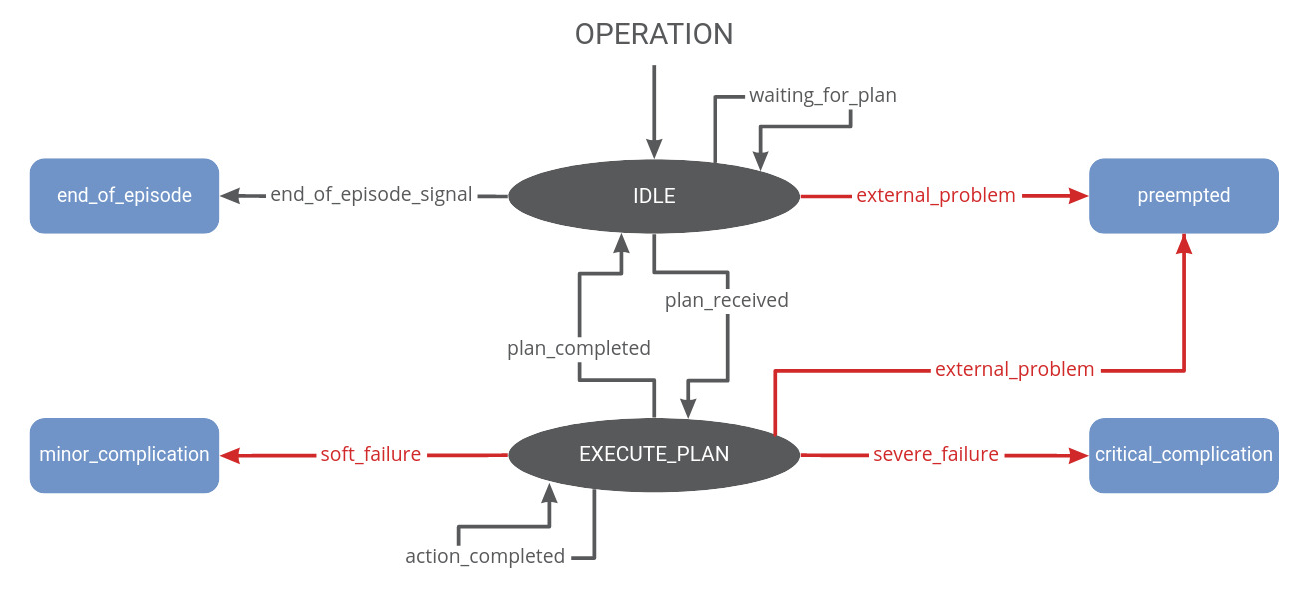 OPERATION
waiting_for_plan
end_of_episode
end_of_episode_signal
IDLE
external_problem
preempted
plan_received
plan_completed
external_problem
minor_complication
soft_failure
EXECUTE_PLAN
severe_failure
critical_complication
action_completed